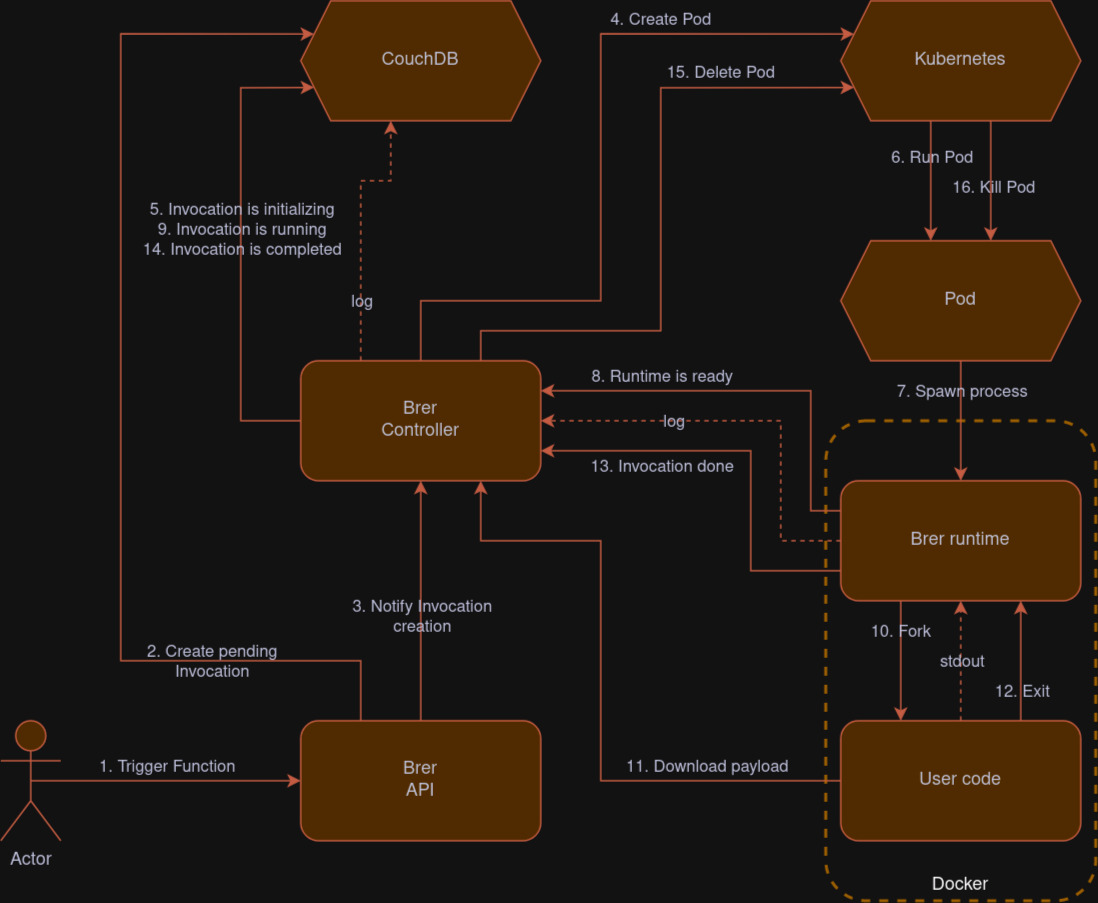 4. Create Pod
CouchDB
Kubernetes
15. Delete Pod
6. Run Pod
16. Kill Pod
5. Invocation is initializing
9. Invocation is running
14. Invocation is completed
log
Pod
8. Runtime is ready
7. Spawn process
Brer
Controller
log
13. Invocation done
Brer runtime
3. Notify Invocation
creation
10. Fork
2. Create pending
Invocation
stdout
12. Exit
1. Trigger Function
Brer
API
11. Download payload
User code
Actor
Docker